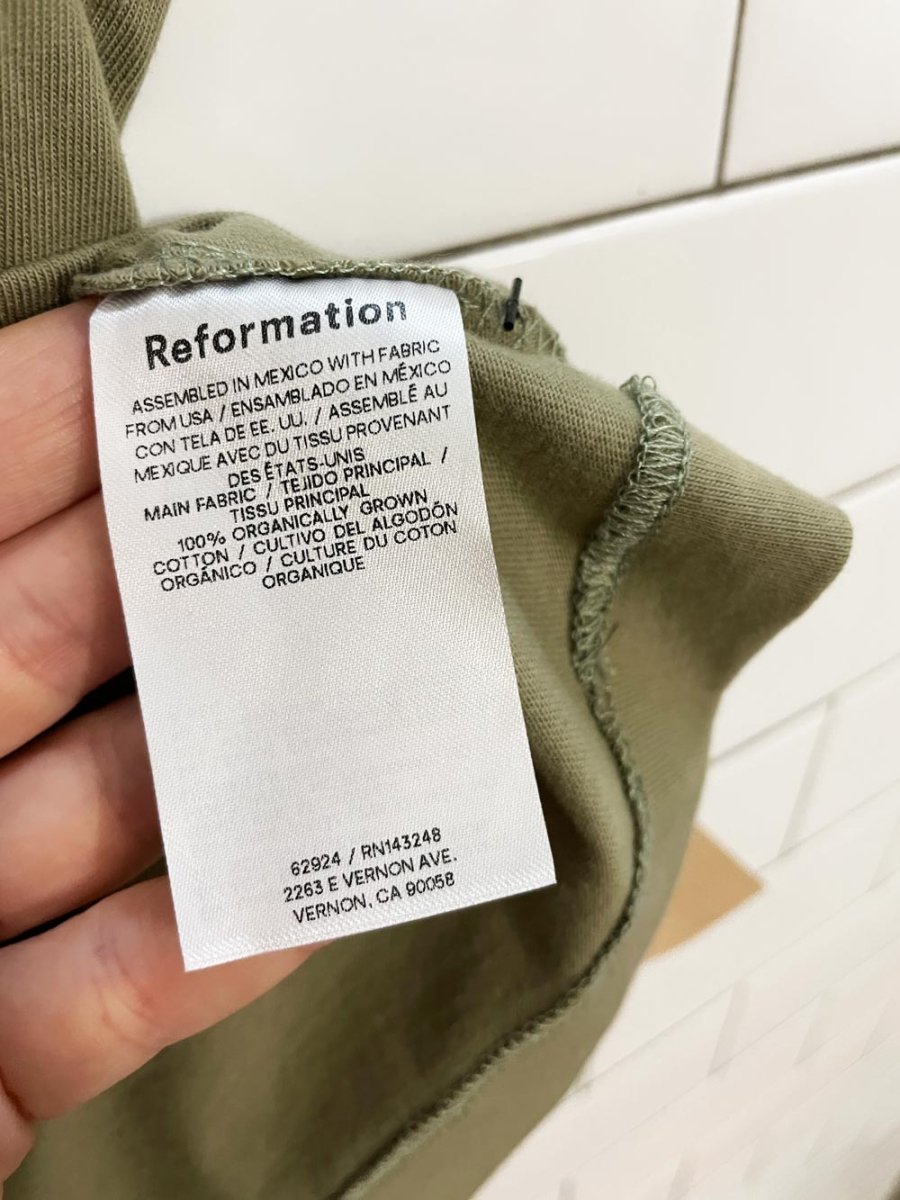 Reformation
ASSEMBLED IN MEXICO WITH FABRIC
FROM USA / ENSAMBLADO EN MÉXICO
CON TELA DE EE. UU. / ASSEMBLÉ AU
MEXIQUE AVEC DU TISSU PROVENANT
DES ÉTATS-UNIS
MAIN FABRIC / TEJIDO PRINCIPAL /
TISSU PRINCIPAL
100% ORGANICALLY GROWN
COTTON / CULTIVO DEL ALGODÓN
ORGÁNICO / CULTURE DU COTON
ORGANIQUE
62924 / RN143248
2263 E VERNON AVE.
VERNON, CA 90058